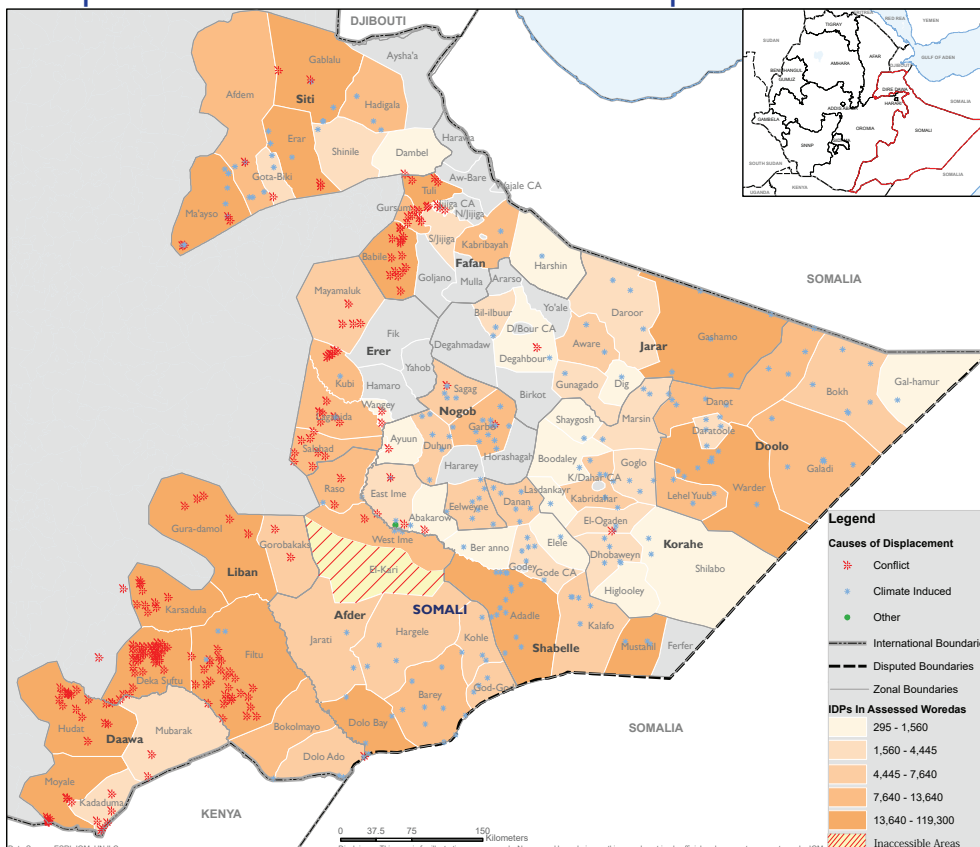 DJIBOUTI
Aysha'a
Gablalu
Afdem
Siti
Hadigala
Erar
Harawa
Shinile
Dambel
Gota-Biki
Aw-Bare
Wajale CA
Tuli
Ma'ayso
Gursum
Jijiga CA
N/Jijiga
S/Jijiga
Kabribayah
Babile
Fafan
Harshin
SOMALIA
Goljano
Mulla
Ararso
Mayamaluk
Yo'ale
Daroor
Bil-ilbuur
Fik
D/Bour CA
Gashamo
Degahmadaw
Aware
Jarar
Erer
Degahbour
Yahob
Kubi
Gunagado
Dig
Bokh
Gal-hamur
Hamaro
Sagag
Birkot
Wangey
Nogob
Danot
Garbo
Shaygosh
Marsin
Daratoole
Ayuun
Duhun
Doolo
Salahad
Horashagah
Boodaley
Goglo
Galadi
Hararey
K/Dahar CA
Raso
East Ime
Lasdankayr
Warder
Danan
Kabridahar
Lehel Yuub
Eelweyne
Abakarow
El-Ogaden
Gura-damol
West Ime
Gorobakaks
Ber anno
Elele
Dhobaweyn
Korahe
Shilabo
El-Kari
Godey
Gode CA
Liban
Higlooley
Karsadula
Afder
SOMALI
Adadle
Kalafo
Jarati
Hargele
Kohle
Shabelle
Mustahil
Ferfer
Filtu
Deka Suftu
God-God
Barey
Hudat
Daawa
Mubarak
Bokolmayo
Dolo Bay
SOMALIA
Dolo Ado
Moyale
Kadaduma
KENYA
0 37.5 75 150
Kilometers
SUDAN
TIGRAY
ERITREA
RED REA
YEMEN
AMHARA
AFAR
GULF OF ADEN
BENISHANGUL
GUMUZ
DJIBOUTI
DIRE DAWA
HARARI
SOMALIA
ADDIS ABABA
GAMBELA
OROMIA
SOMALI
SNNP
SOUTH SUDAN
SOMALIA
UGANDA
KENYA
Legend
Causes of Displacement
Conflict
Climate Induced
Other
International Boundaries
Disputed Boundaries
Zonal Boundaries
IDPs In Assessed Woredas
295 - 1,560
1,560 - 4,445
4,445 - 7,640
7,640 - 13,640
13,640 - 119,300
Inaccessible Areas